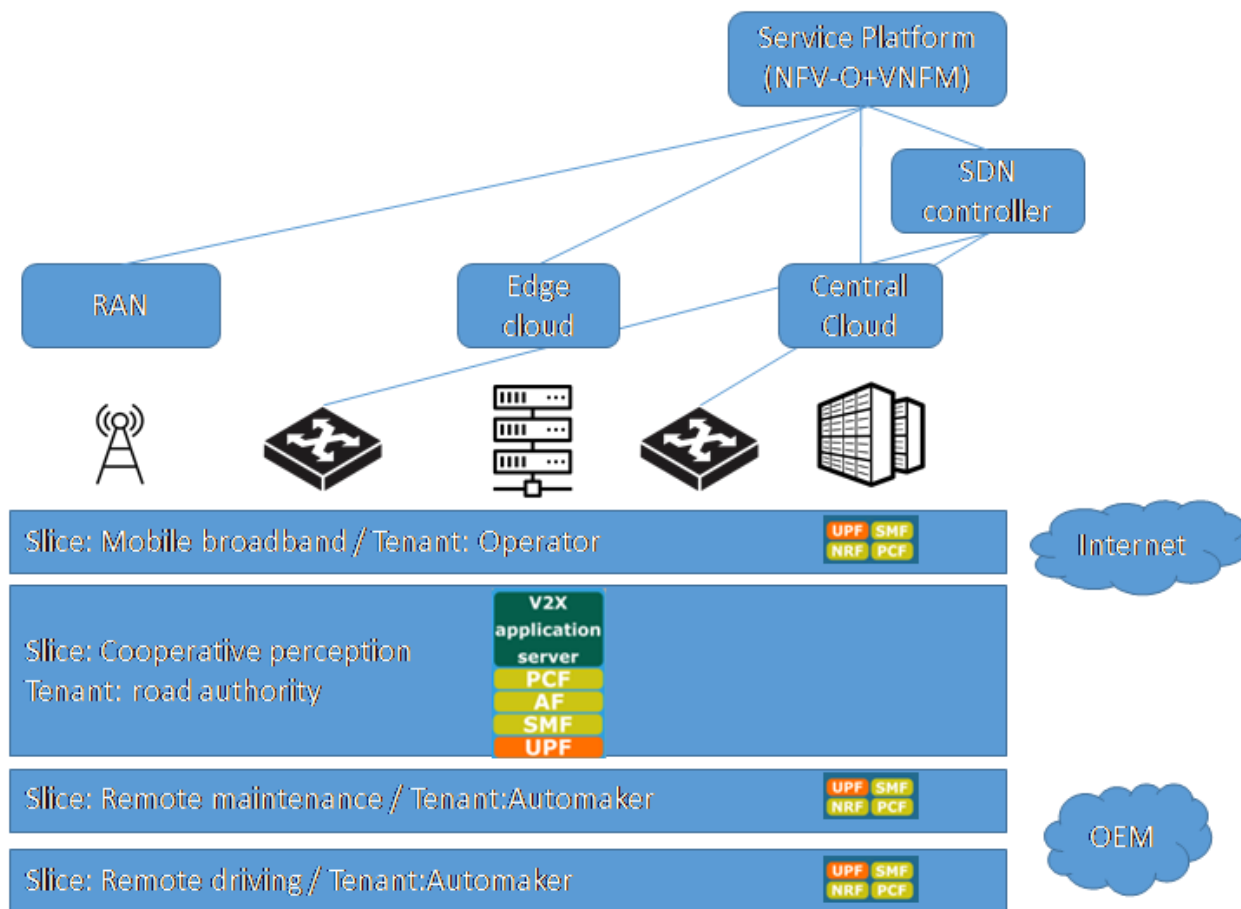 Service Platform
(NFV-O+VNFM)
SDN
controller
RAN
Edge
cloud
Central
Cloud
Slice: Mobile broadband / Tenant: Operator
UPF SMF
NRF PCF
Internet
Slice: Cooperative perception
Tenant: road authority
V2X
application
server
PCF
AF
SMF
UPF
Slice: Remote maintenance / Tenant:Automaker
UPF SMF
NRF PCF
OEM
Slice: Remote driving / Tenant:Automaker
UPF SMF
NRF PCF